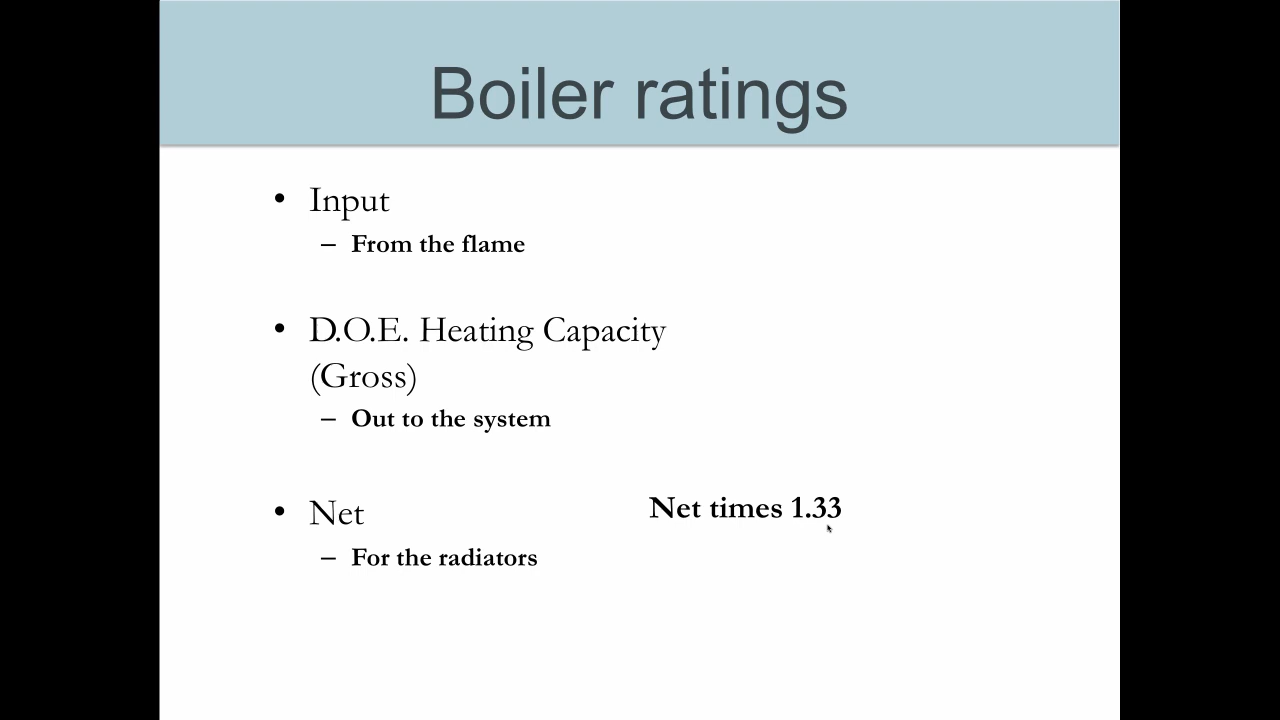 Boiler ratings
• Input
– From the flame
• D.O.E. Heating Capacity
(Gross)
– Out to the system
• Net
Net times 1.33
– For the radiators